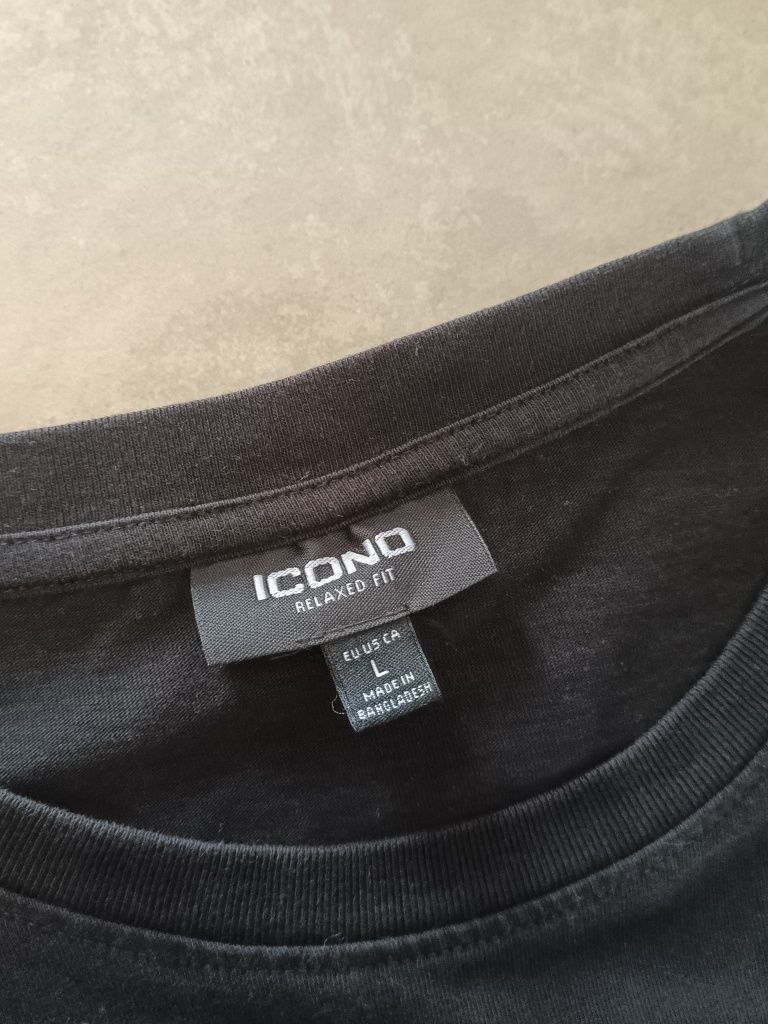 ICONO
RELAXED FIT
EU US CA
L
MADE IN
BANGLADESH